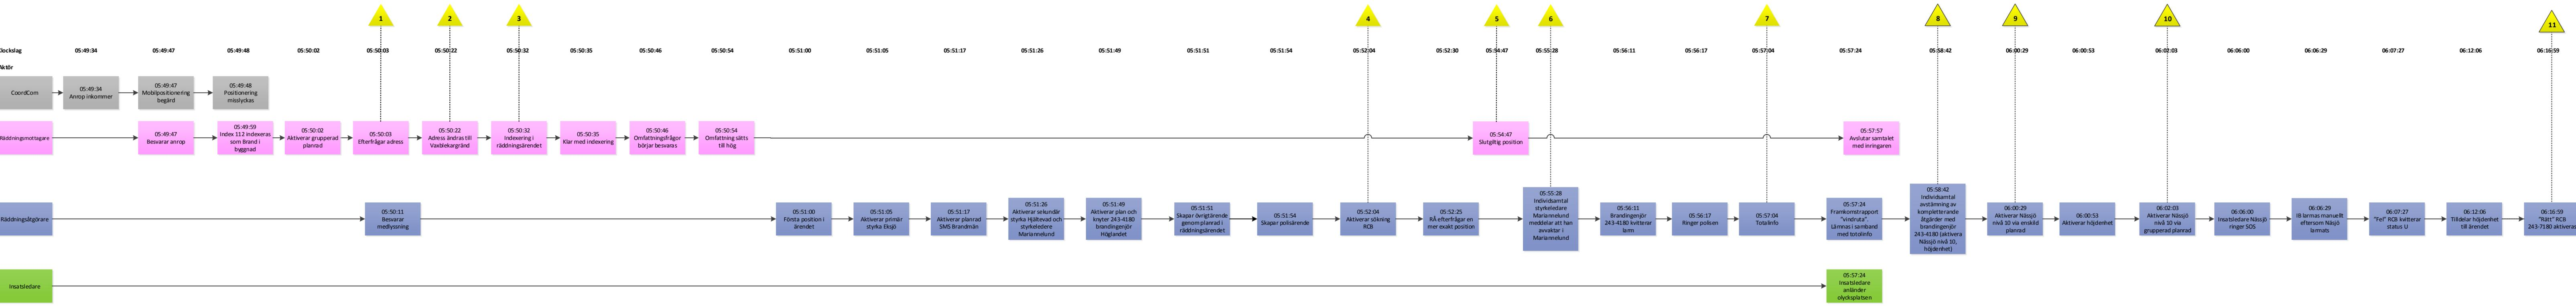 1
2
3
4
5
6
7
8
9
10
11
Klockslag
05:49:34
05:49:47
05:49:48
05:50:02
05:50:03
05:50:22
05:50:32
05:50:35
05:50:46
05:50:54
05:51:00
05:51:05
05:51:17
05:51:26
05:51:49
05:51:51
05:51:54
05:52:04
05:52:30
05:54:47
05:55:28
05:56:11
05:56:17
05:57:04
05:57:24
05:58:42
06:00:29
06:00:53
06:02:03
06:06:00
06:06:29
06:07:27
06:12:06
06:16:59
Aktör
CoordCom
05:49:34
Anrop inkommer
05:49:47
Mobilpositionering
begärd
05:49:48
Positionering
misslyckas
Räddningsmottagare
05:49:47
Besvarar anrop
05:49:59
Index 112 indexeras
som Brand i
byggnad
05:50:02
Aktiverar grupperad
planrad
05:50:03
Efterfrågar adress
05:50:22
Adress ändras till
Vaxblekargränd
05:50:32
Indexering i
räddningsärendet
05:50:35
Klar med indexering
05:50:46
Omfattningsfrågor
börjar besvaras
05:50:54
Omfattning sätts
till hög
05:54:47
Slutgiltig position
05:57:57
Avslutar samtalet
med inringaren
Räddningsåtgörare
05:50:11
Besvarar
medlyssning
05:51:00
Första position i
ärendet
05:51:05
Aktiverar primär
styrka Eksjö
05:51:17
Aktiverar planrad
SMS Brandmän
05:51:26
Aktiverar sekundär
styrka Hjältevad och
styrkeledere
Mariannelund
05:51:49
Aktiverar plan och
knyter 243-4180
brandingenjör
Höglandet
05:51:51
Skapar övrigtärende
genom planrad i
räddningsärendet
05:51:54
Skapar polisärende
05:52:04
Aktiverar sökning
RCB
05:52:25
RÅ efterfrågar en
mer exakt position
05:55:28
Individsamtal
styrkeledare
Mariannelund
meddelar att han
avvaktar i
Mariannelund
05:56:11
Brandingenjör
243-4180 kvitterar
larm
05:56:17
Ringer polisen
05:57:04
Totalinfo
05:57:24
Framkomstrapport
"vindruta".
Lämnas i samband
med totalinfo
05:58:42
Individsamtal
avstämning av
kompletterande
åtgärder med
brandingenjör
243-4180 (aktivera
Nässjö nivå 10,
höjdenhet)
06:00:29
Aktiverar Nässjö
nivå 10 via enskild
planrad
06:00:53
Aktiverar höjdenhet
06:02:03
Aktiverar Nässjö
nivå 10 via
grupperad planrad
06:06:00
Insatsledare Nässjö
ringer SOS
06:06:29
IB larmas manuellt
eftersom Nässjö
larmats
06:07:27
"Fel" RCB kvitterar
status U
06:12:06
Tilldelar höjdenhet
till ärendet
06:16:59
"Rätt" RCB
243-7180 aktiveras
Insatsledare
05:57:24
Insatsledare
anländer
olycksplatsen